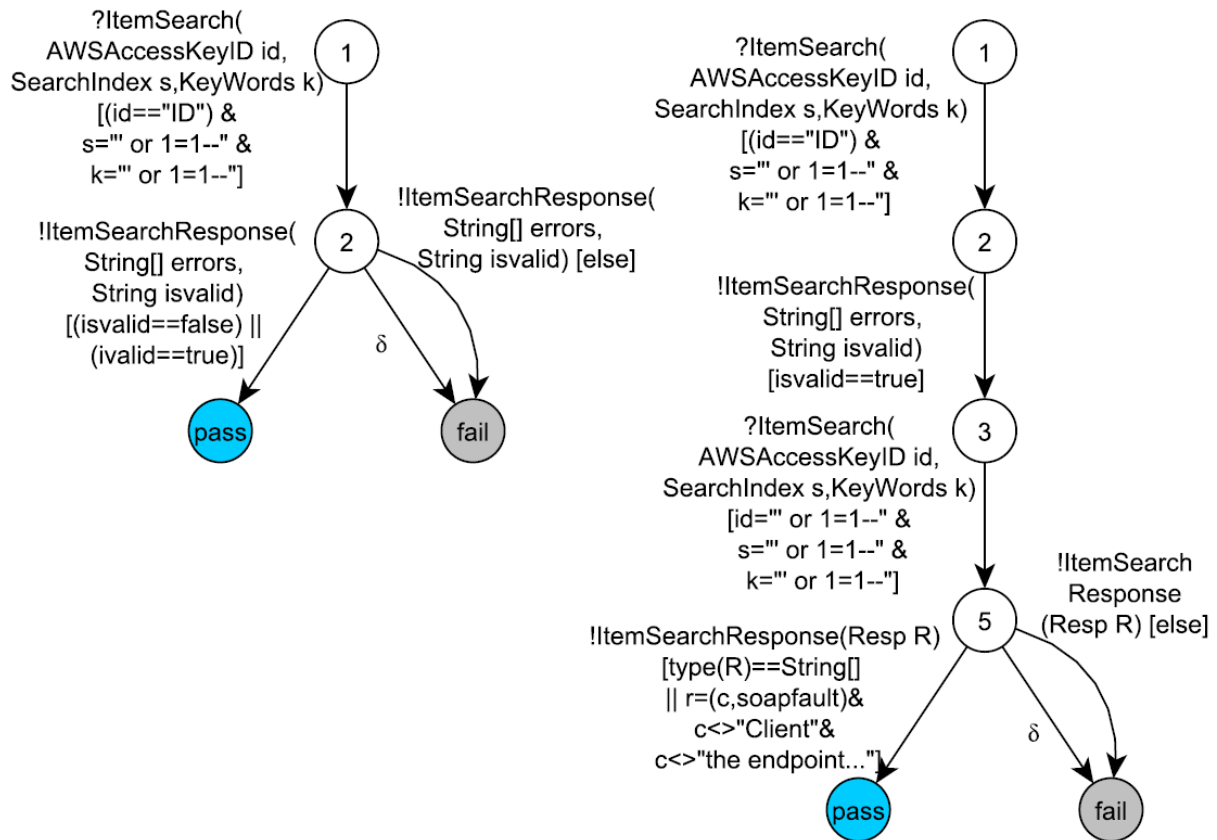 ?ItemSearch(
AWSAccessKeyID id,
SearchIndex s,KeyWords k)
[(id=="ID") &
s="' or 1=1--" &
k="' or 1=1--"]
1
!ItemSearchResponse(
String[] errors,
String isvalid) [else]
2
!ItemSearchResponse(
String[] errors,
String isvalid)
[(isvalid==false) ||
(ivalid==true)]
δ
pass
fail
?ItemSearch(
AWSAccessKeyID id,
SearchIndex s,KeyWords k)
[(id=="ID") &
s="' or 1=1--" &
k="' or 1=1--"]
1
2
!ItemSearchResponse(
String[] errors,
String isvalid)
[isvalid==true]
3
?ItemSearch(
AWSAccessKeyID id,
SearchIndex s,KeyWords k)
[id="' or 1=1--" &
s="' or 1=1--" &
k="' or 1=1--"]
5
!ItemSearch
Response
(Resp R) [else]
!ItemSearchResponse(Resp R)
[type(R)==String[]
|| r=(c,soapfault)&
c<>"Client"&
c<>"the endpoint..."]
δ
pass
fail